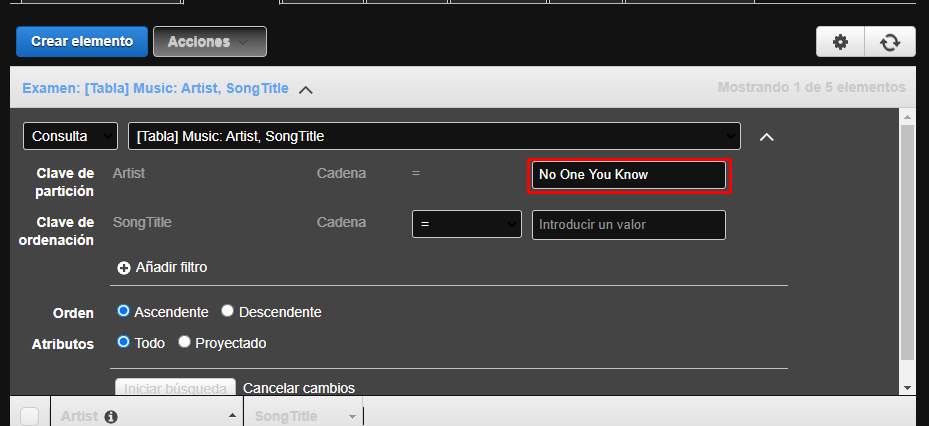 Crear elemento Acciones
Examen: [Tabla] Music: Artist, SongTitle Mostrando 1 de 5 elementos
Consulta [Tabla] Music: Artist, SongTitle
Clave de partición Artist Cadena = No One You Know
Clave de ordenación SongTitle Cadena = Introducir un valor
Añadir filtro
Orden Ascendente Descendente
Atributos Todo Proyectado
Iniciar búsqueda Cancelar cambios
Artist SongTitle